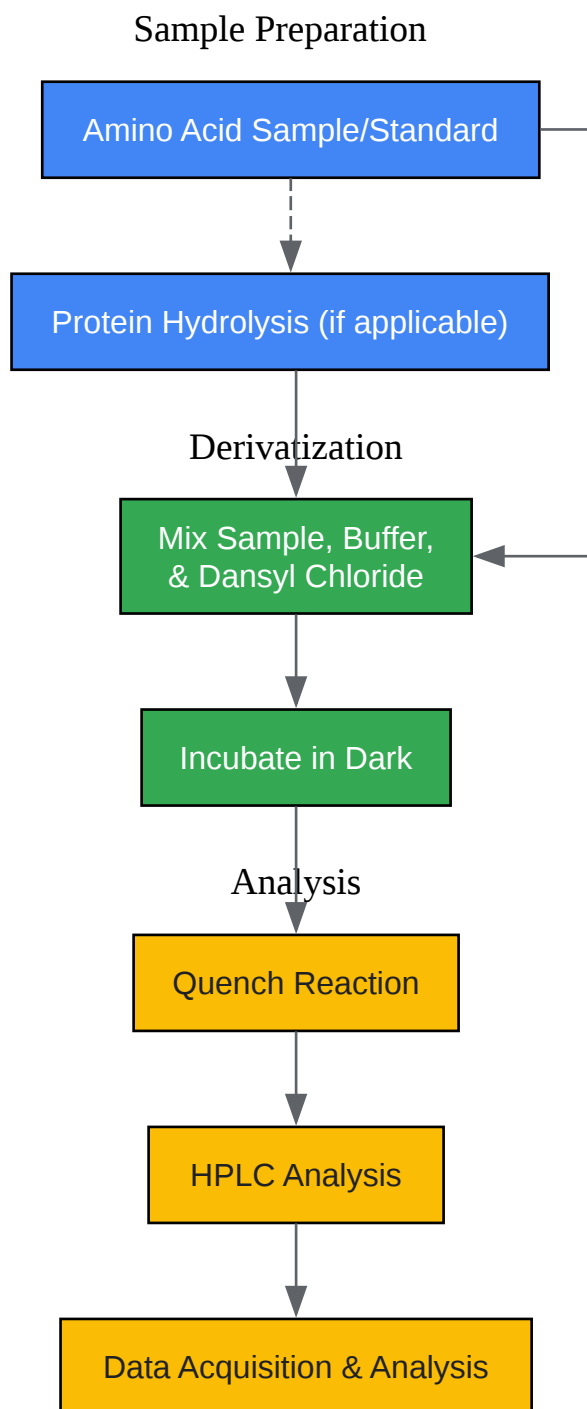 Sample Preparation
Amino Acid Sample/Standard
Protein Hydrolysis (if applicable)
Derivatization
Mix Sample, Buffer,
& Dansyl Chloride
Incubate in Dark
Analysis
Quench Reaction
HPLC Analysis
Data Acquisition & Analysis